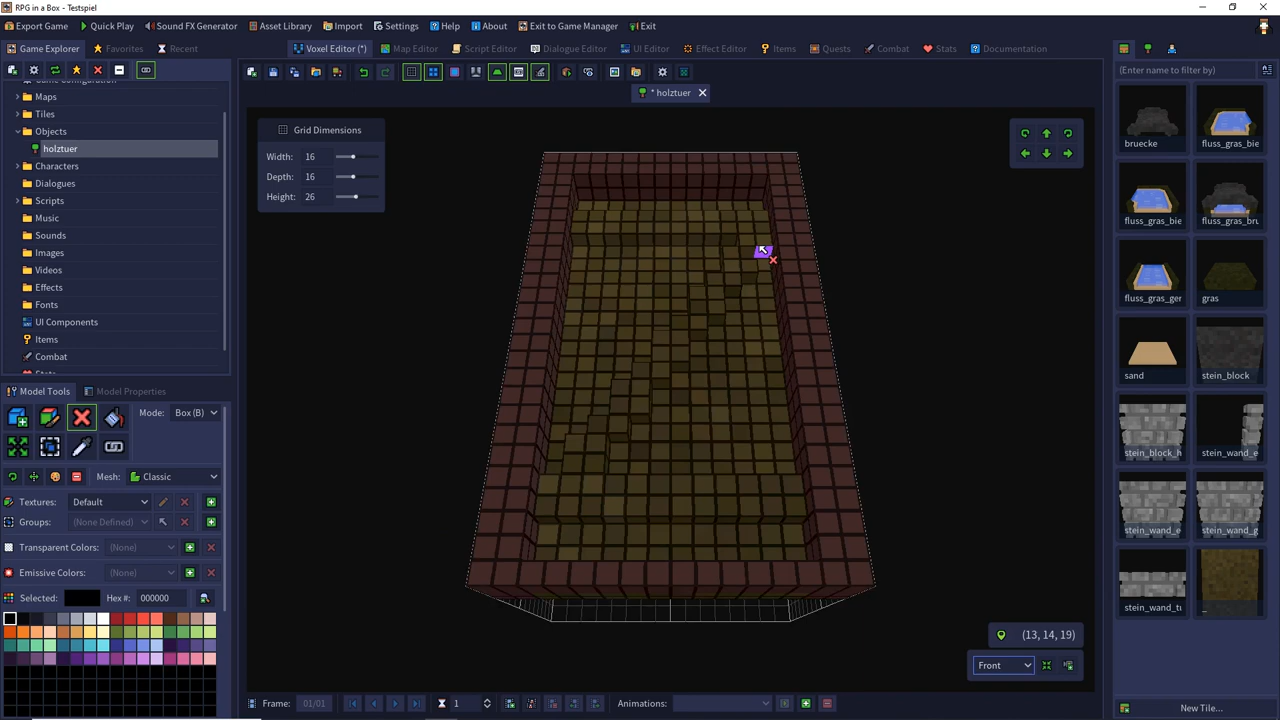 RPG in a Box - Testspiel
Export Game Quick Play Sound FX Generator Asset Library Import Settings Help About Exit to Game Manager Exit
Game Explorer Favorites Recent Voxel Editor (*) Map Editor Script Editor Dialogue Editor UI Editor Effect Editor Items Quests Combat Stats Documentation
(Enter name to filter by)
* holztuer
Game Configuration
Maps
Tiles
Objects
holztuer
Characters
Dialogues
Scripts
Music
Sounds
Images
Videos
Effects
Fonts
UI Components
Items
Combat
Stats
Grid Dimensions
Width: 16
Depth: 16
Height: 26
Model Tools Model Properties
Mode: Box (B)
Mesh: Classic
Textures: Default
Groups: (None Defined)
Transparent Colors: (None)
Emissive Colors: (None)
Selected: Hex #: 000000
(13, 14, 19)
Front
Frame: 01/01 1 Animations:
bruecke fluss_gras_bie
fluss_gras_bie fluss_gras_bru
fluss_gras_ger gras
sand stein_block
stein_block_h stein_wand_e
stein_wand_e stein_wand_g
stein_wand_tu _
New Tile...